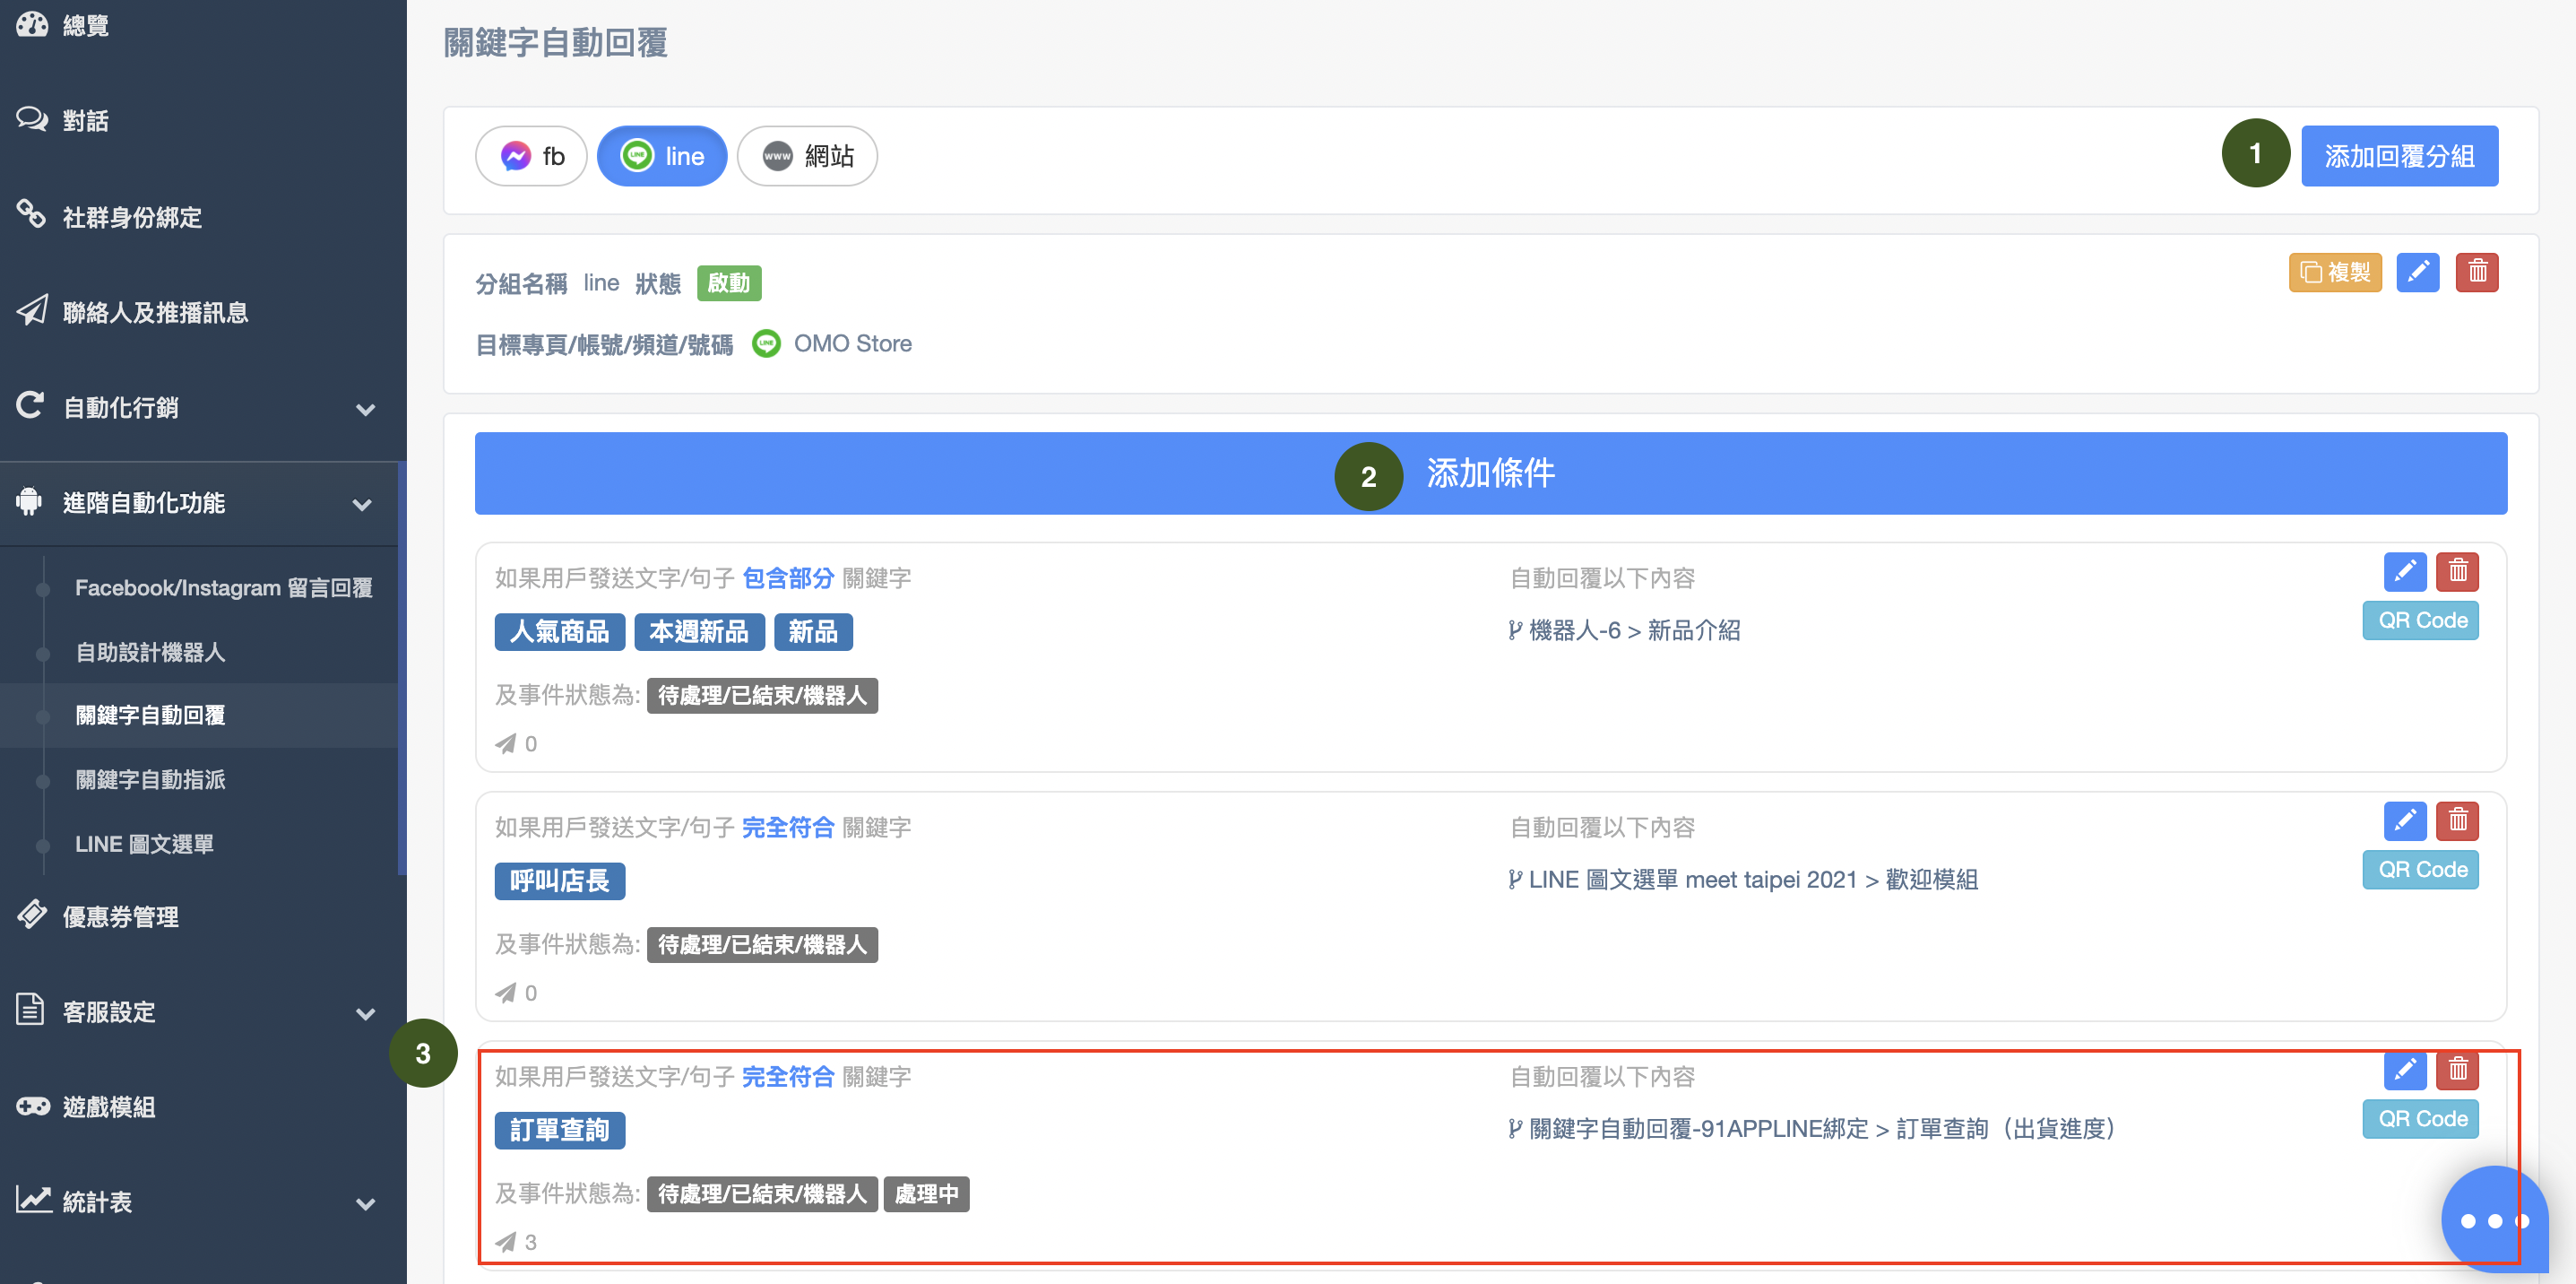 總覽
對話
社群身份綁定
聯絡人及推播訊息
自動化行銷
進階自動化功能
Facebook/Instagram 留言回覆
自助設計機器人
關鍵字自動回覆
關鍵字自動指派
LINE 圖文選單
優惠券管理
客服設定
遊戲模組
統計表
關鍵字自動回覆
fb
LINE line
www 網站
1 添加回覆分組
分組名稱 line 狀態 啟動
複製
目標專頁/帳號/頻道/號碼 LINE OMO Store
2 添加條件
如果用戶發送文字/句子 包含部分 關鍵字
人氣商品 本週新品 新品
及事件狀態為: 待處理/已結束/機器人
0
自動回覆以下內容
機器人-6 > 新品介紹
QR Code
如果用戶發送文字/句子 完全符合 關鍵字
呼叫店長
及事件狀態為: 待處理/已結束/機器人
0
自動回覆以下內容
LINE 圖文選單 meet taipei 2021 > 歡迎模組
QR Code
3
如果用戶發送文字/句子 完全符合 關鍵字
訂單查詢
及事件狀態為: 待處理/已結束/機器人 處理中
3
自動回覆以下內容
關鍵字自動回覆-91APPLINE綁定 > 訂單查詢（出貨進度）
QR Code